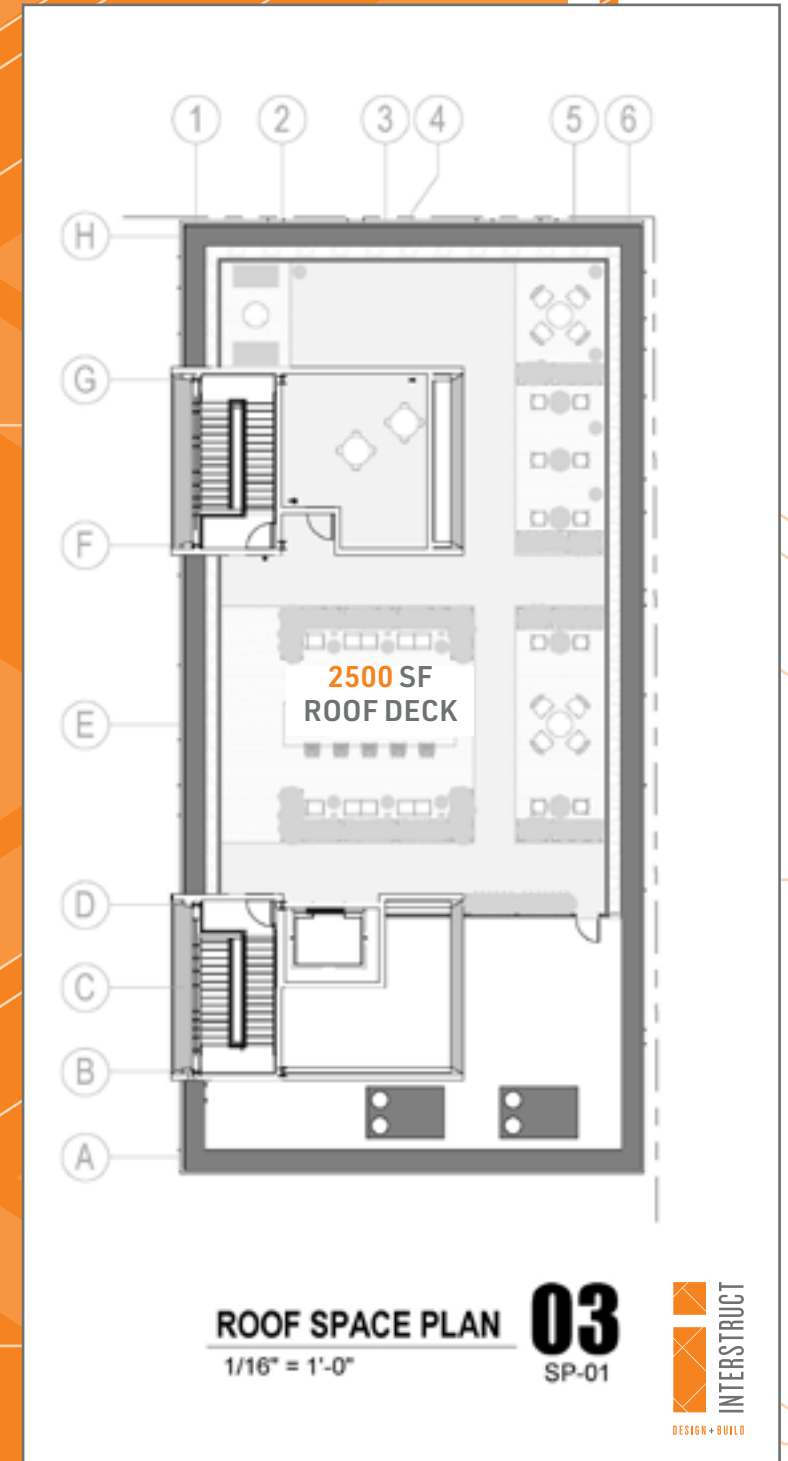 1 2 3 4 5 6
H
G
F
2500 SF
ROOF DECK
E
D
C
B
A
ROOF SPACE PLAN
1/16" = 1'-0"
03
SP-01
INTERSTRUCT
DESIGN+BUILD